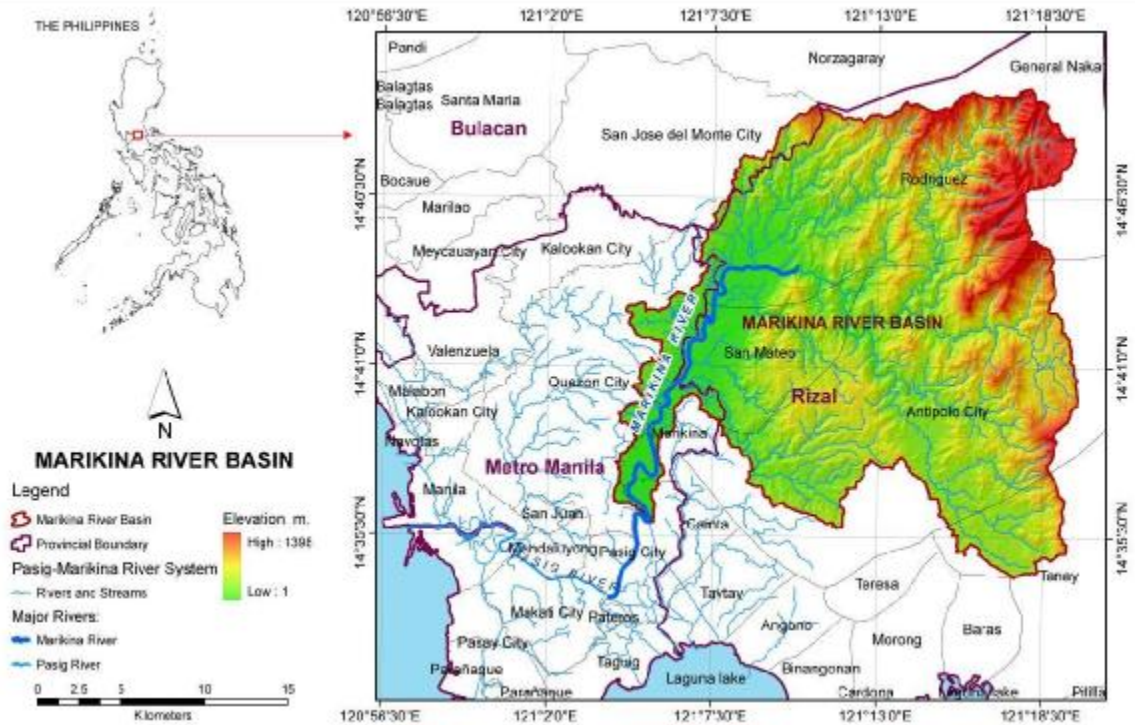 THE PHILIPPINES
120°56'30"E
121°2'0"E
121°7'30"E
121°13'0"E
121°18'30"E
Pandi
Norzagaray
General Naka
Balagtas
Balagtas
Santa Maria
Bulacan
San Jose del Monte City
Bocaue
Rodriguez
14°46'30"N
14°46'30"N
Marilao
Meycauayan City
Kalookan City
MARIKINA RIVER
MARIKINA RIVER BASIN
Valenzuela
San Mateo
14°41'0"N
14°41'0"N
Quezon City
Malabon
Rizal
Kalookan City
Antipolo City
Navotas
Marikina
Metro Manila
Manila
San Juan
Cainta
14°35'30"N
14°35'30"N
Mandaluyong
Pasig City
PASIG RIVER
Tanay
Taytay
Teresa
Makati City
Pateros
Angono
Baras
Pasay City
Morong
Taguig
Parañaque
Laguna lake
Binangonan
Parañaque
Cardona
Laguna lake
Pililla
120°56'30"E
121°2'0"E
121°7'30"E
121°13'0"E
121°18'30"E
N
MARIKINA RIVER BASIN
Legend
Marikina River Basin
Provincial Boundary
Pasig-Marikina River System
Rivers and Streams
Major Rivers:
Marikina River
Pasig River
Elevation m.
High : 1398
Low : 1
0 2.5 5 10 15
Kilometers